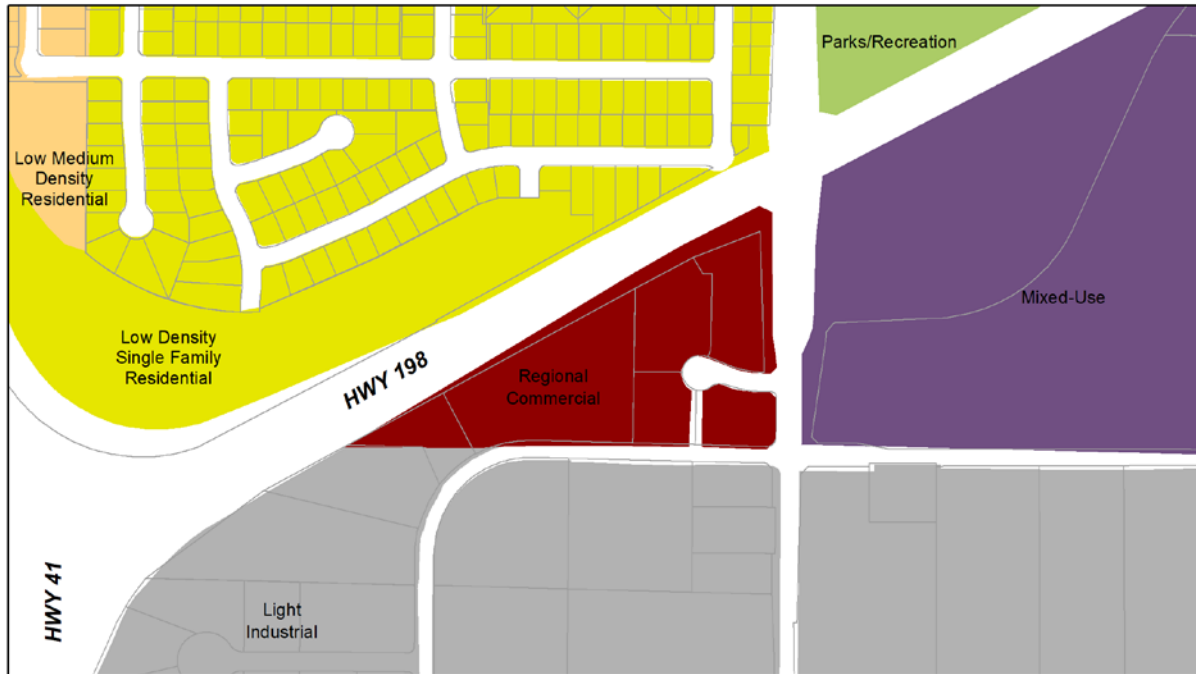 Parks/Recreation
Low Medium
Density
Residential
Mixed-Use
Low Density
Single Family
Residential
HWY 198
Regional
Commercial
HWY 41
Light
Industrial